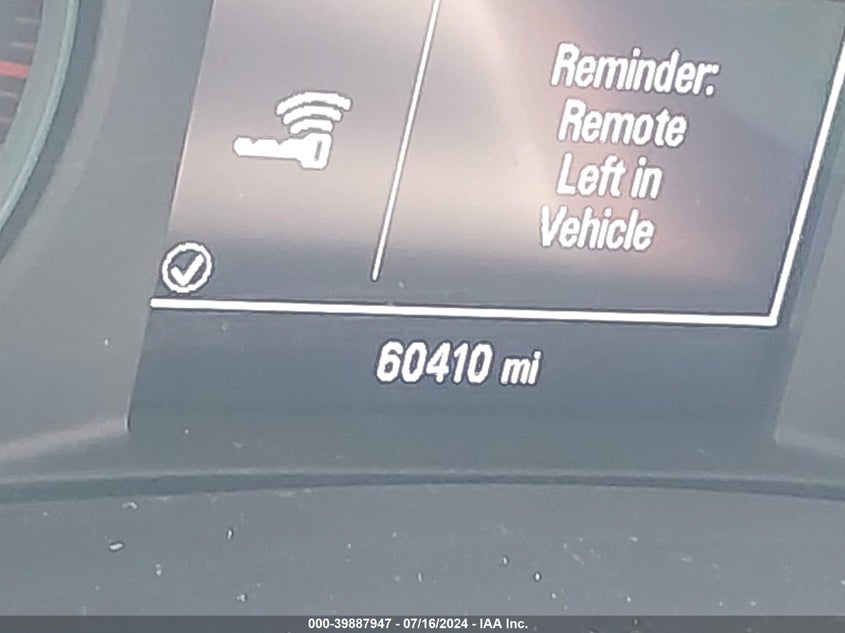 Reminder:
Remote
Left in
Vehicle
60410 mi
000-39887947 - 07/16/2024 - IAA Inc.